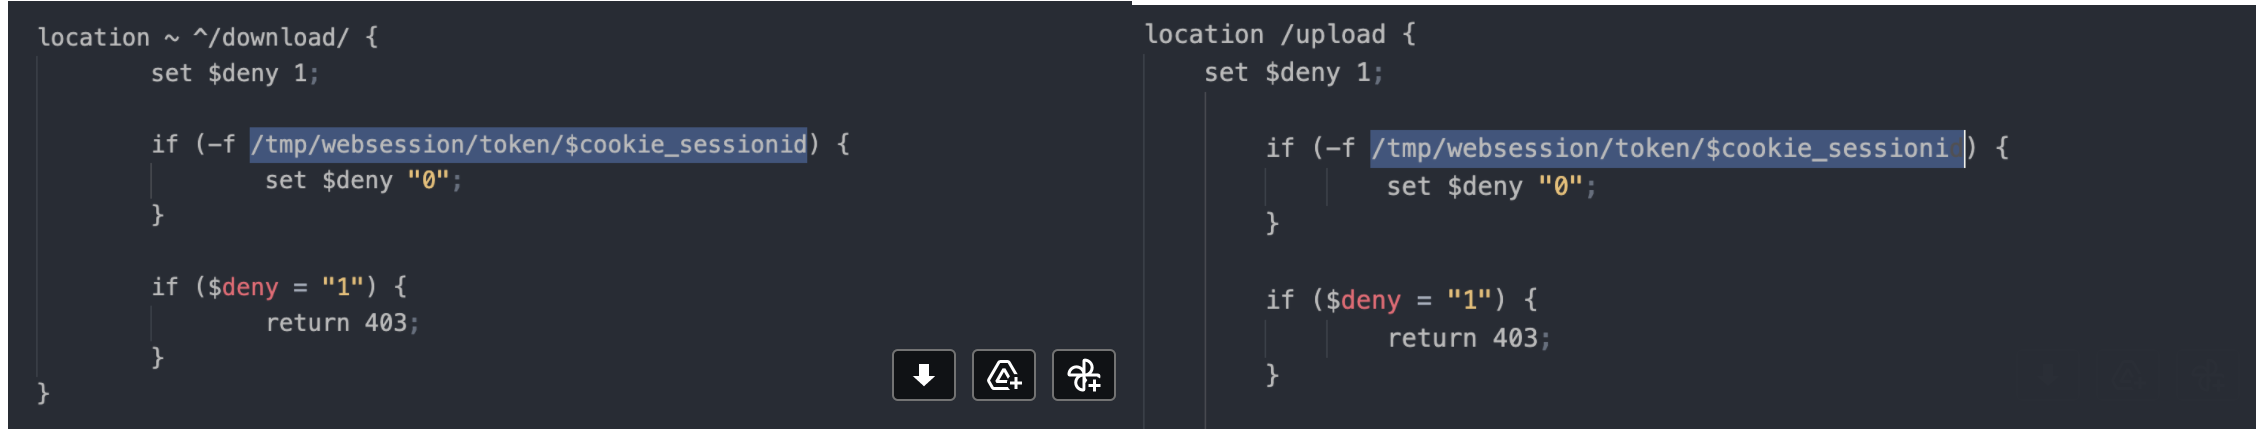 location ~ ^/download/ {
set $deny 1;
if (-f /tmp/websession/token/$cookie_sessionid) {
set $deny "0";
}
if ($deny = "1") {
return 403;
}
}
location /upload {
set $deny 1;
if (-f /tmp/websession/token/$cookie_sessionid) {
set $deny "0";
}
if ($deny = "1") {
return 403;
}